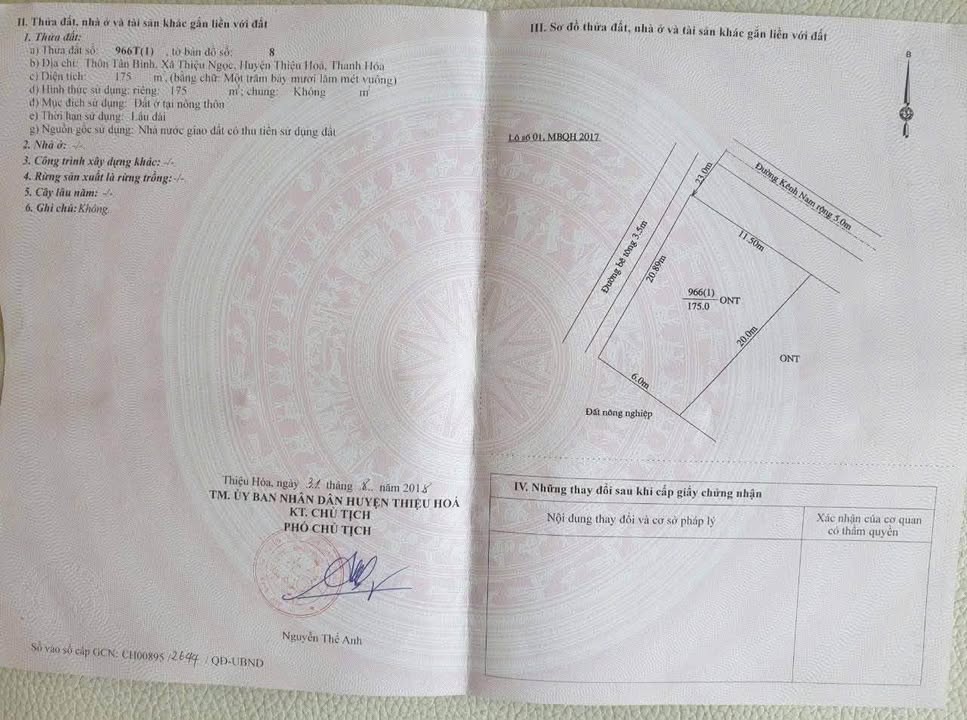 II. Thửa đất, nhà ở và tài sản khác gắn liền với đất
1. Thửa đất:
a) Thửa đất số: 966T(1) , tờ bản đồ số: 8
b) Địa chỉ: Thôn Tân Bình, Xã Thiệu Ngọc, Huyện Thiệu Hoá, Thanh Hoá
c) Diện tích: 175 m², (bằng chữ: Một trăm bảy mươi lăm mét vuông)
d) Hình thức sử dụng: riêng: 175 m²; chung: Không m²
đ) Mục đích sử dụng: Đất ở tại nông thôn
e) Thời hạn sử dụng: Lâu dài
g) Nguồn gốc sử dụng: Nhà nước giao đất có thu tiền sử dụng đất
2. Nhà ở: -/-
3. Công trình xây dựng khác: -/-
4. Rừng sản xuất là rừng trồng: -/-
5. Cây lâu năm: -/-
6. Ghi chú: Không
Thiệu Hóa, ngày 31 tháng 8 năm 2018
TM. ỦY BAN NHÂN DÂN HUYỆN THIỆU HOÁ
KT. CHỦ TỊCH
PHÓ CHỦ TỊCH
Nguyễn Thế Anh
Số vào sổ cấp GCN: CH00895 /2644 / QĐ-UBND
III. Sơ đồ thửa đất, nhà ở và tài sản khác gắn liền với đất
B
Lô số 01, MBQH 2017
Đường Kênh Nam rộng 5.0m
23.0m
Đường bê tông 3.5m
11.50m
20.89m
966(1)
175.0
ONT
20.0m
ONT
6.0m
Đất nông nghiệp
IV. Những thay đổi sau khi cấp giấy chứng nhận
Nội dung thay đổi và cơ sở pháp lý
Xác nhận của cơ quan
có thẩm quyền